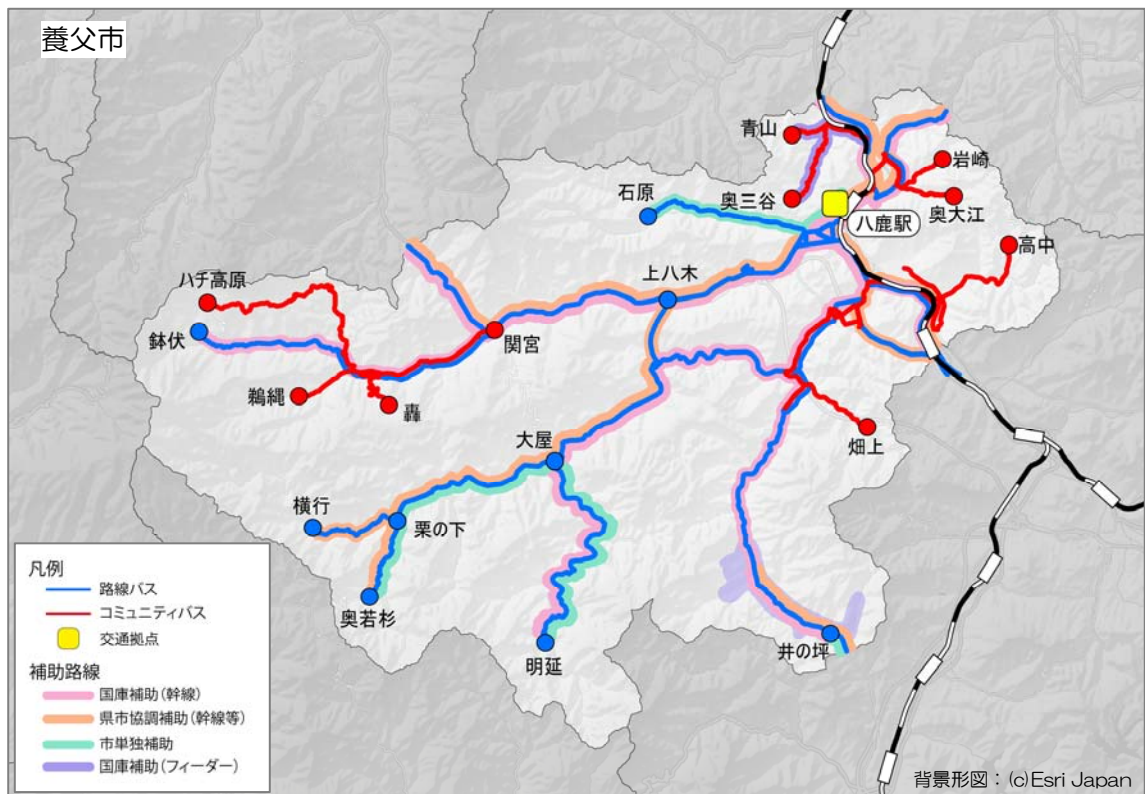 養父市
青山
岩崎
石原
奥三谷
奥大江
八鹿駅
高中
ハチ高原
上八木
鉢伏
関宮
鵜縄
轟
畑上
大屋
横行
栗の下
奥若杉
明延
井の坪
凡例
路線バス
コミュニティバス
交通拠点
補助路線
国庫補助(幹線)
県市協調補助(幹線等)
市単独補助
国庫補助(フィーダー)
背景形図：(c)Esri Japan